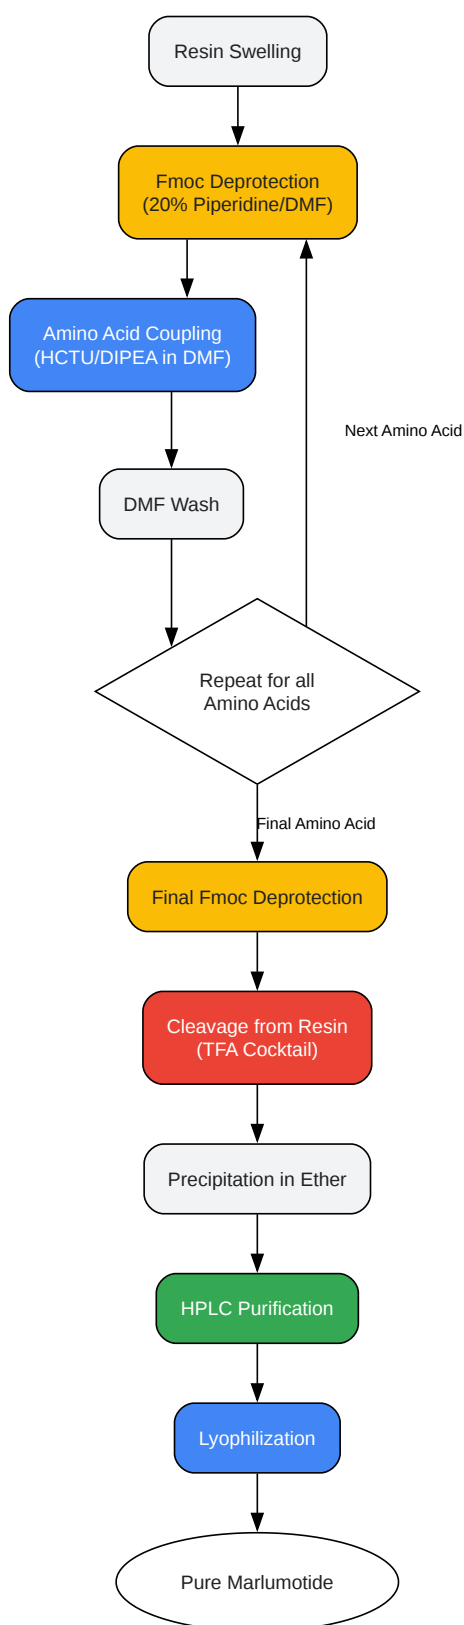 Resin Swelling
Fmoc Deprotection
(20% Piperidine/DMF)
Amino Acid Coupling
(HCTU/DIPEA in DMF)
Next Amino Acid
DMF Wash
Repeat for all
Amino Acids
Final Amino Acid
Final Fmoc Deprotection
Cleavage from Resin
(TFA Cocktail)
Precipitation in Ether
HPLC Purification
Lyophilization
Pure Marlumotide